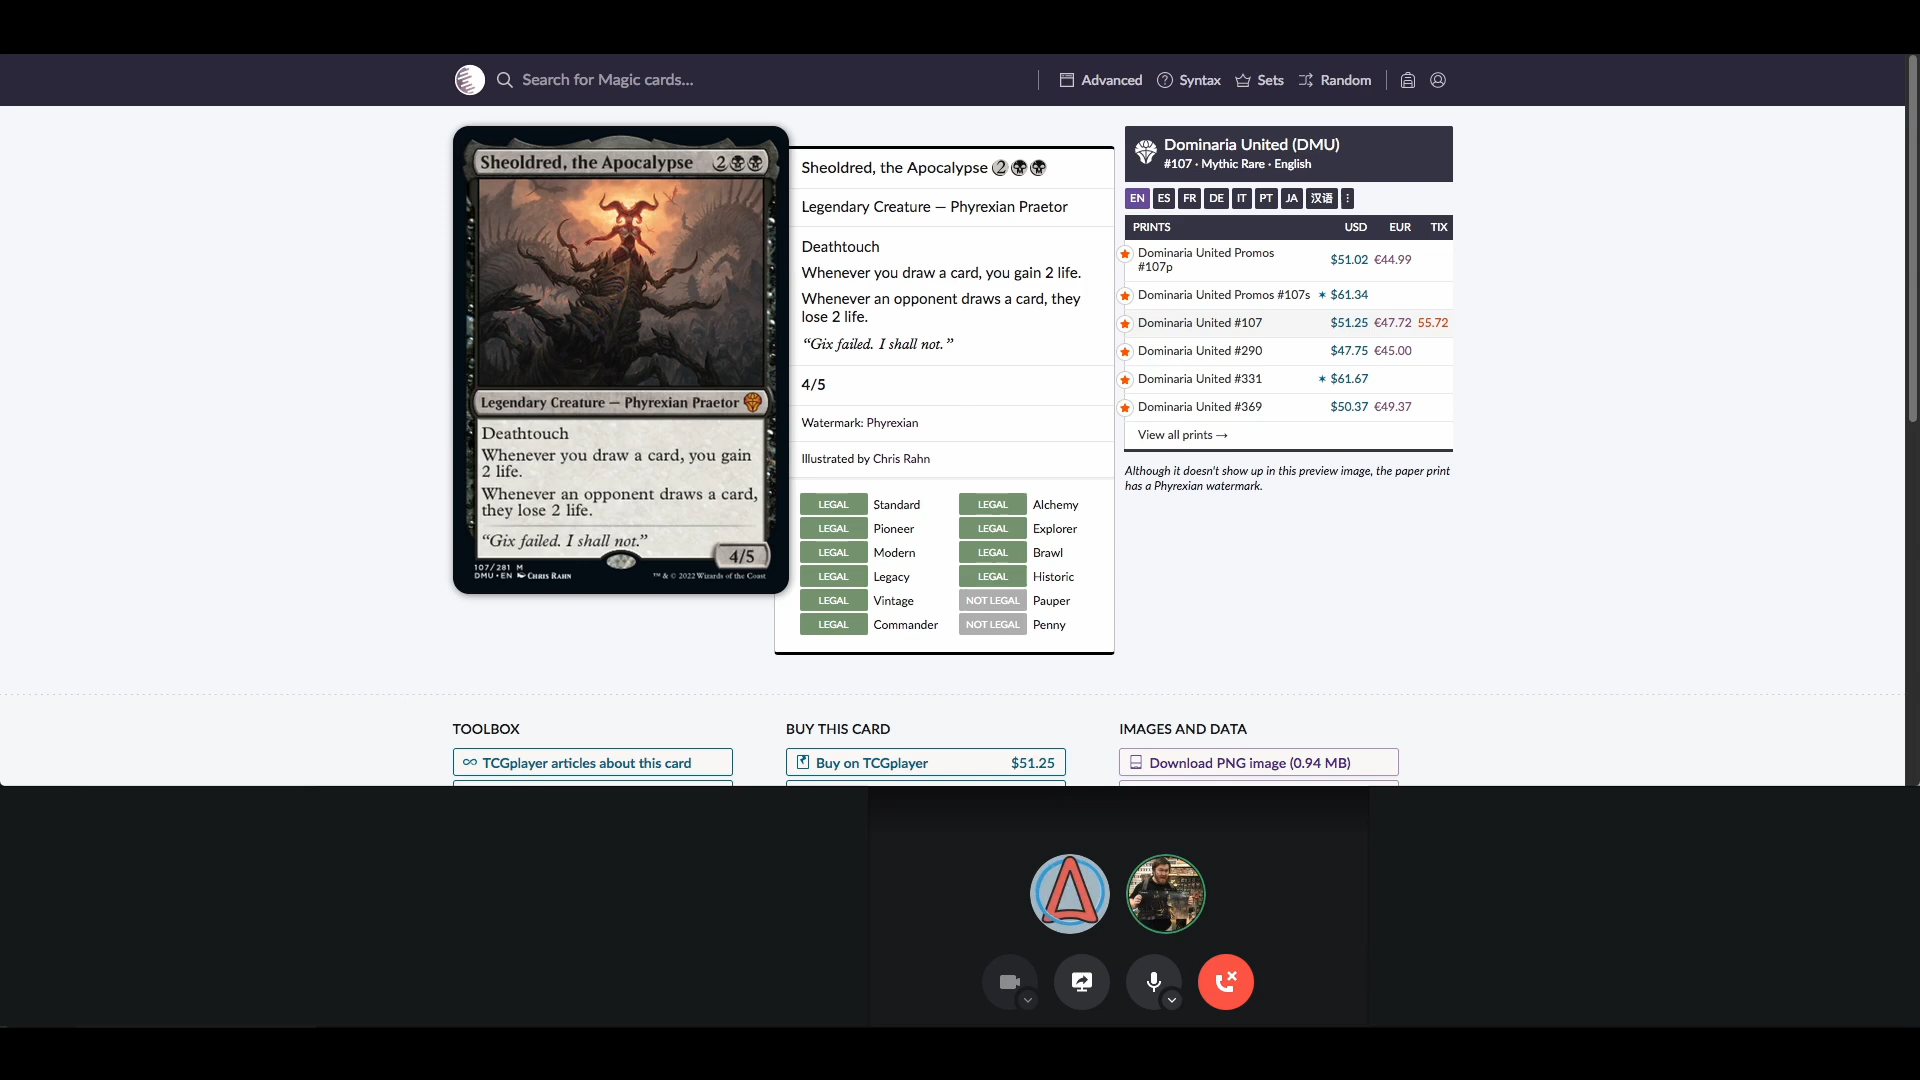 Search for Magic cards...
Advanced
Syntax
Sets
Random
Sheoldred, the Apocalypse 2
Legendary Creature — Phyrexian Praetor
Deathtouch
Whenever you draw a card, you gain
2 life.
Whenever an opponent draws a card,
they lose 2 life.
“Gix failed. I shall not.”
4/5
107/281 M
DMU • EN CHRIS RAHN
™ & © 2022 Wizards of the Coast
Sheoldred, the Apocalypse 2
Legendary Creature — Phyrexian Praetor
Deathtouch
Whenever you draw a card, you gain 2 life.
Whenever an opponent draws a card, they
lose 2 life.
“Gix failed. I shall not.”
4/5
Watermark: Phyrexian
Illustrated by Chris Rahn
LEGAL Standard LEGAL Alchemy
LEGAL Pioneer LEGAL Explorer
LEGAL Modern LEGAL Brawl
LEGAL Legacy LEGAL Historic
LEGAL Vintage NOT LEGAL Pauper
LEGAL Commander NOT LEGAL Penny
Dominaria United (DMU)
#107 · Mythic Rare · English
EN ES FR DE IT PT JA 汉语
PRINTS USD EUR TIX
Dominaria United Promos
#107p $51.02 €44.99
Dominaria United Promos #107s ✶ $61.34
Dominaria United #107 $51.25 €47.72 55.72
Dominaria United #290 $47.75 €45.00
Dominaria United #331 ✶ $61.67
Dominaria United #369 $50.37 €49.37
View all prints →
Although it doesn't show up in this preview image, the paper print
has a Phyrexian watermark.
TOOLBOX
TCGplayer articles about this card
BUY THIS CARD
Buy on TCGplayer $51.25
IMAGES AND DATA
Download PNG image (0.94 MB)